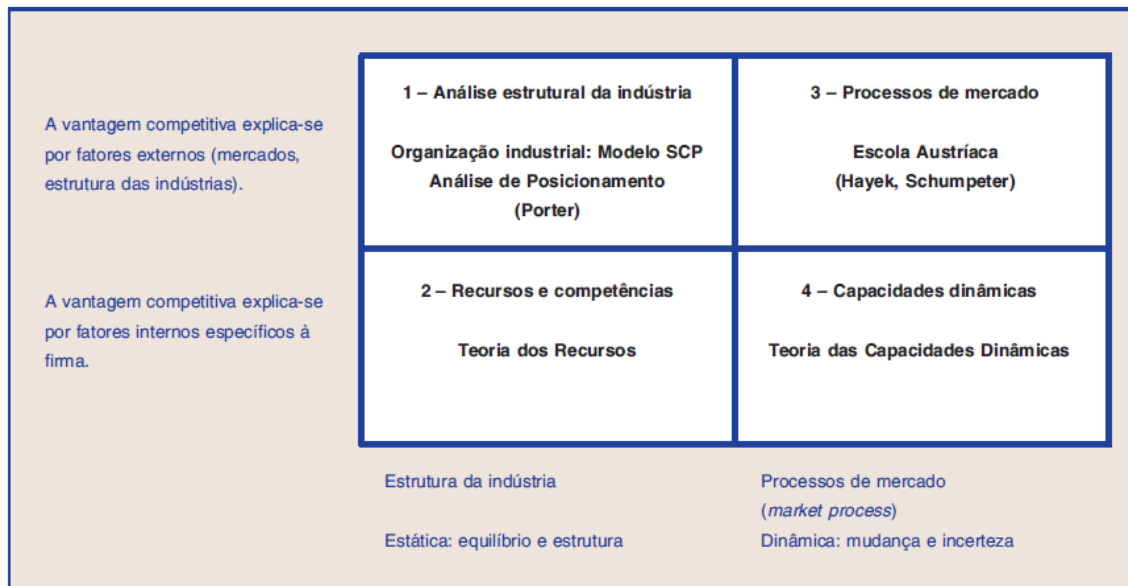 A vantagem competitiva explica-se
por fatores externos (mercados,
estrutura das indústrias).
1 – Análise estrutural da indústria
Organização industrial: Modelo SCP
Análise de Posicionamento
(Porter)
3 – Processos de mercado
Escola Austríaca
(Hayek, Schumpeter)
A vantagem competitiva explica-se
por fatores internos específicos à
firma.
2 – Recursos e competências
Teoria dos Recursos
4 – Capacidades dinâmicas
Teoria das Capacidades Dinâmicas
Estrutura da indústria
Estática: equilíbrio e estrutura
Processos de mercado
(market process)
Dinâmica: mudança e incerteza